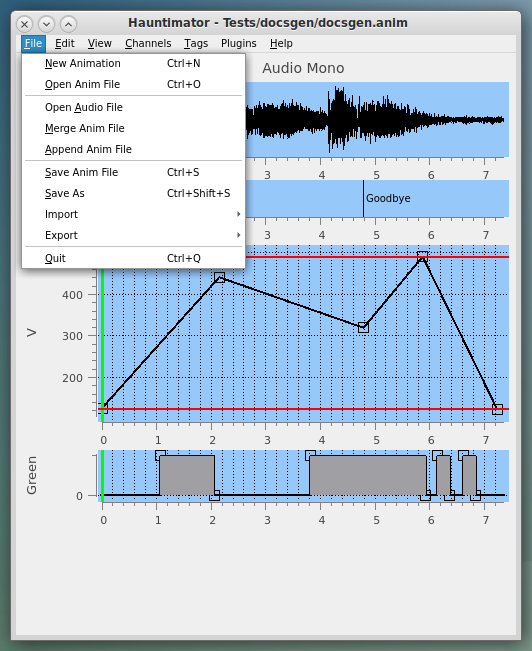 Hauntimator - Tests/docsgen/docsgen.anim
File Edit View Channels Tags Plugins Help
New Animation Ctrl+N
Open Anim File Ctrl+O
Open Audio File
Merge Anim File
Append Anim File
Save Anim File Ctrl+S
Save As Ctrl+Shift+S
Import
Export
Quit Ctrl+Q
Audio Mono
3 4 5 6 7
Goodbye
3 4 5 6 7
V
400
300
200
0 1 2 3 4 5 6 7
Green
0
0 1 2 3 4 5 6 7